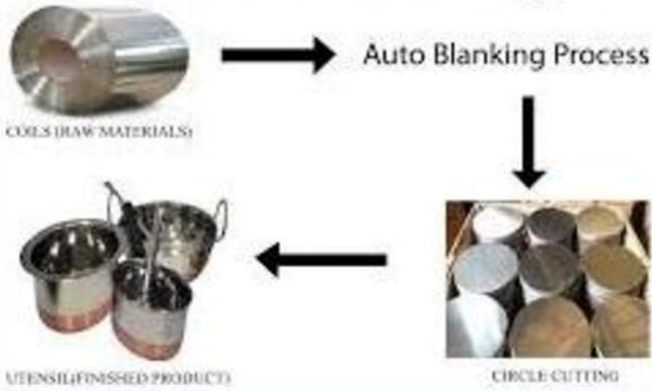 COILS (RAW MATERIALS)
Auto Blanking Process
CIRCLE CUTTING
UTENSIL(FINISHED PRODUCT)